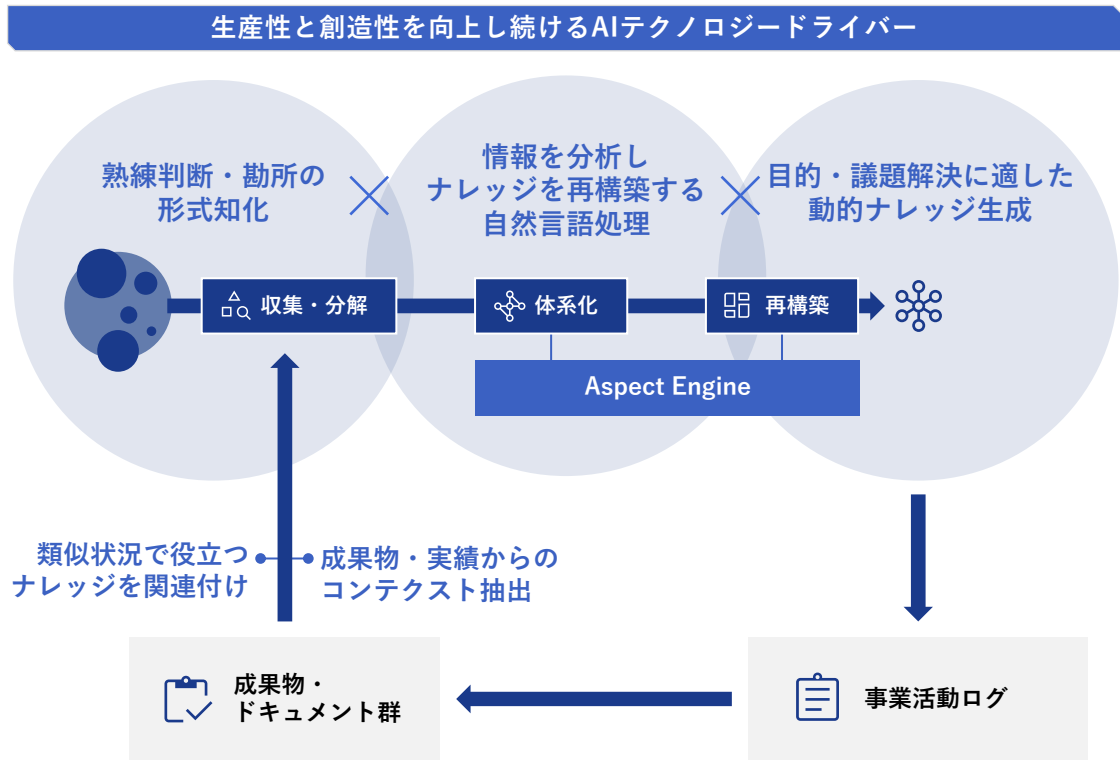 生産性と創造性を向上し続けるAIテクノロジードライバー
熟練判断・勘所の
形式知化
情報を分析し
ナレッジを再構築する
自然言語処理
目的・議題解決に適した
動的ナレッジ生成
収集・分解
体系化
再構築
Aspect Engine
類似状況で役立つ
ナレッジを関連付け
成果物・実績からの
コンテクスト抽出
成果物・
ドキュメント群
事業活動ログ